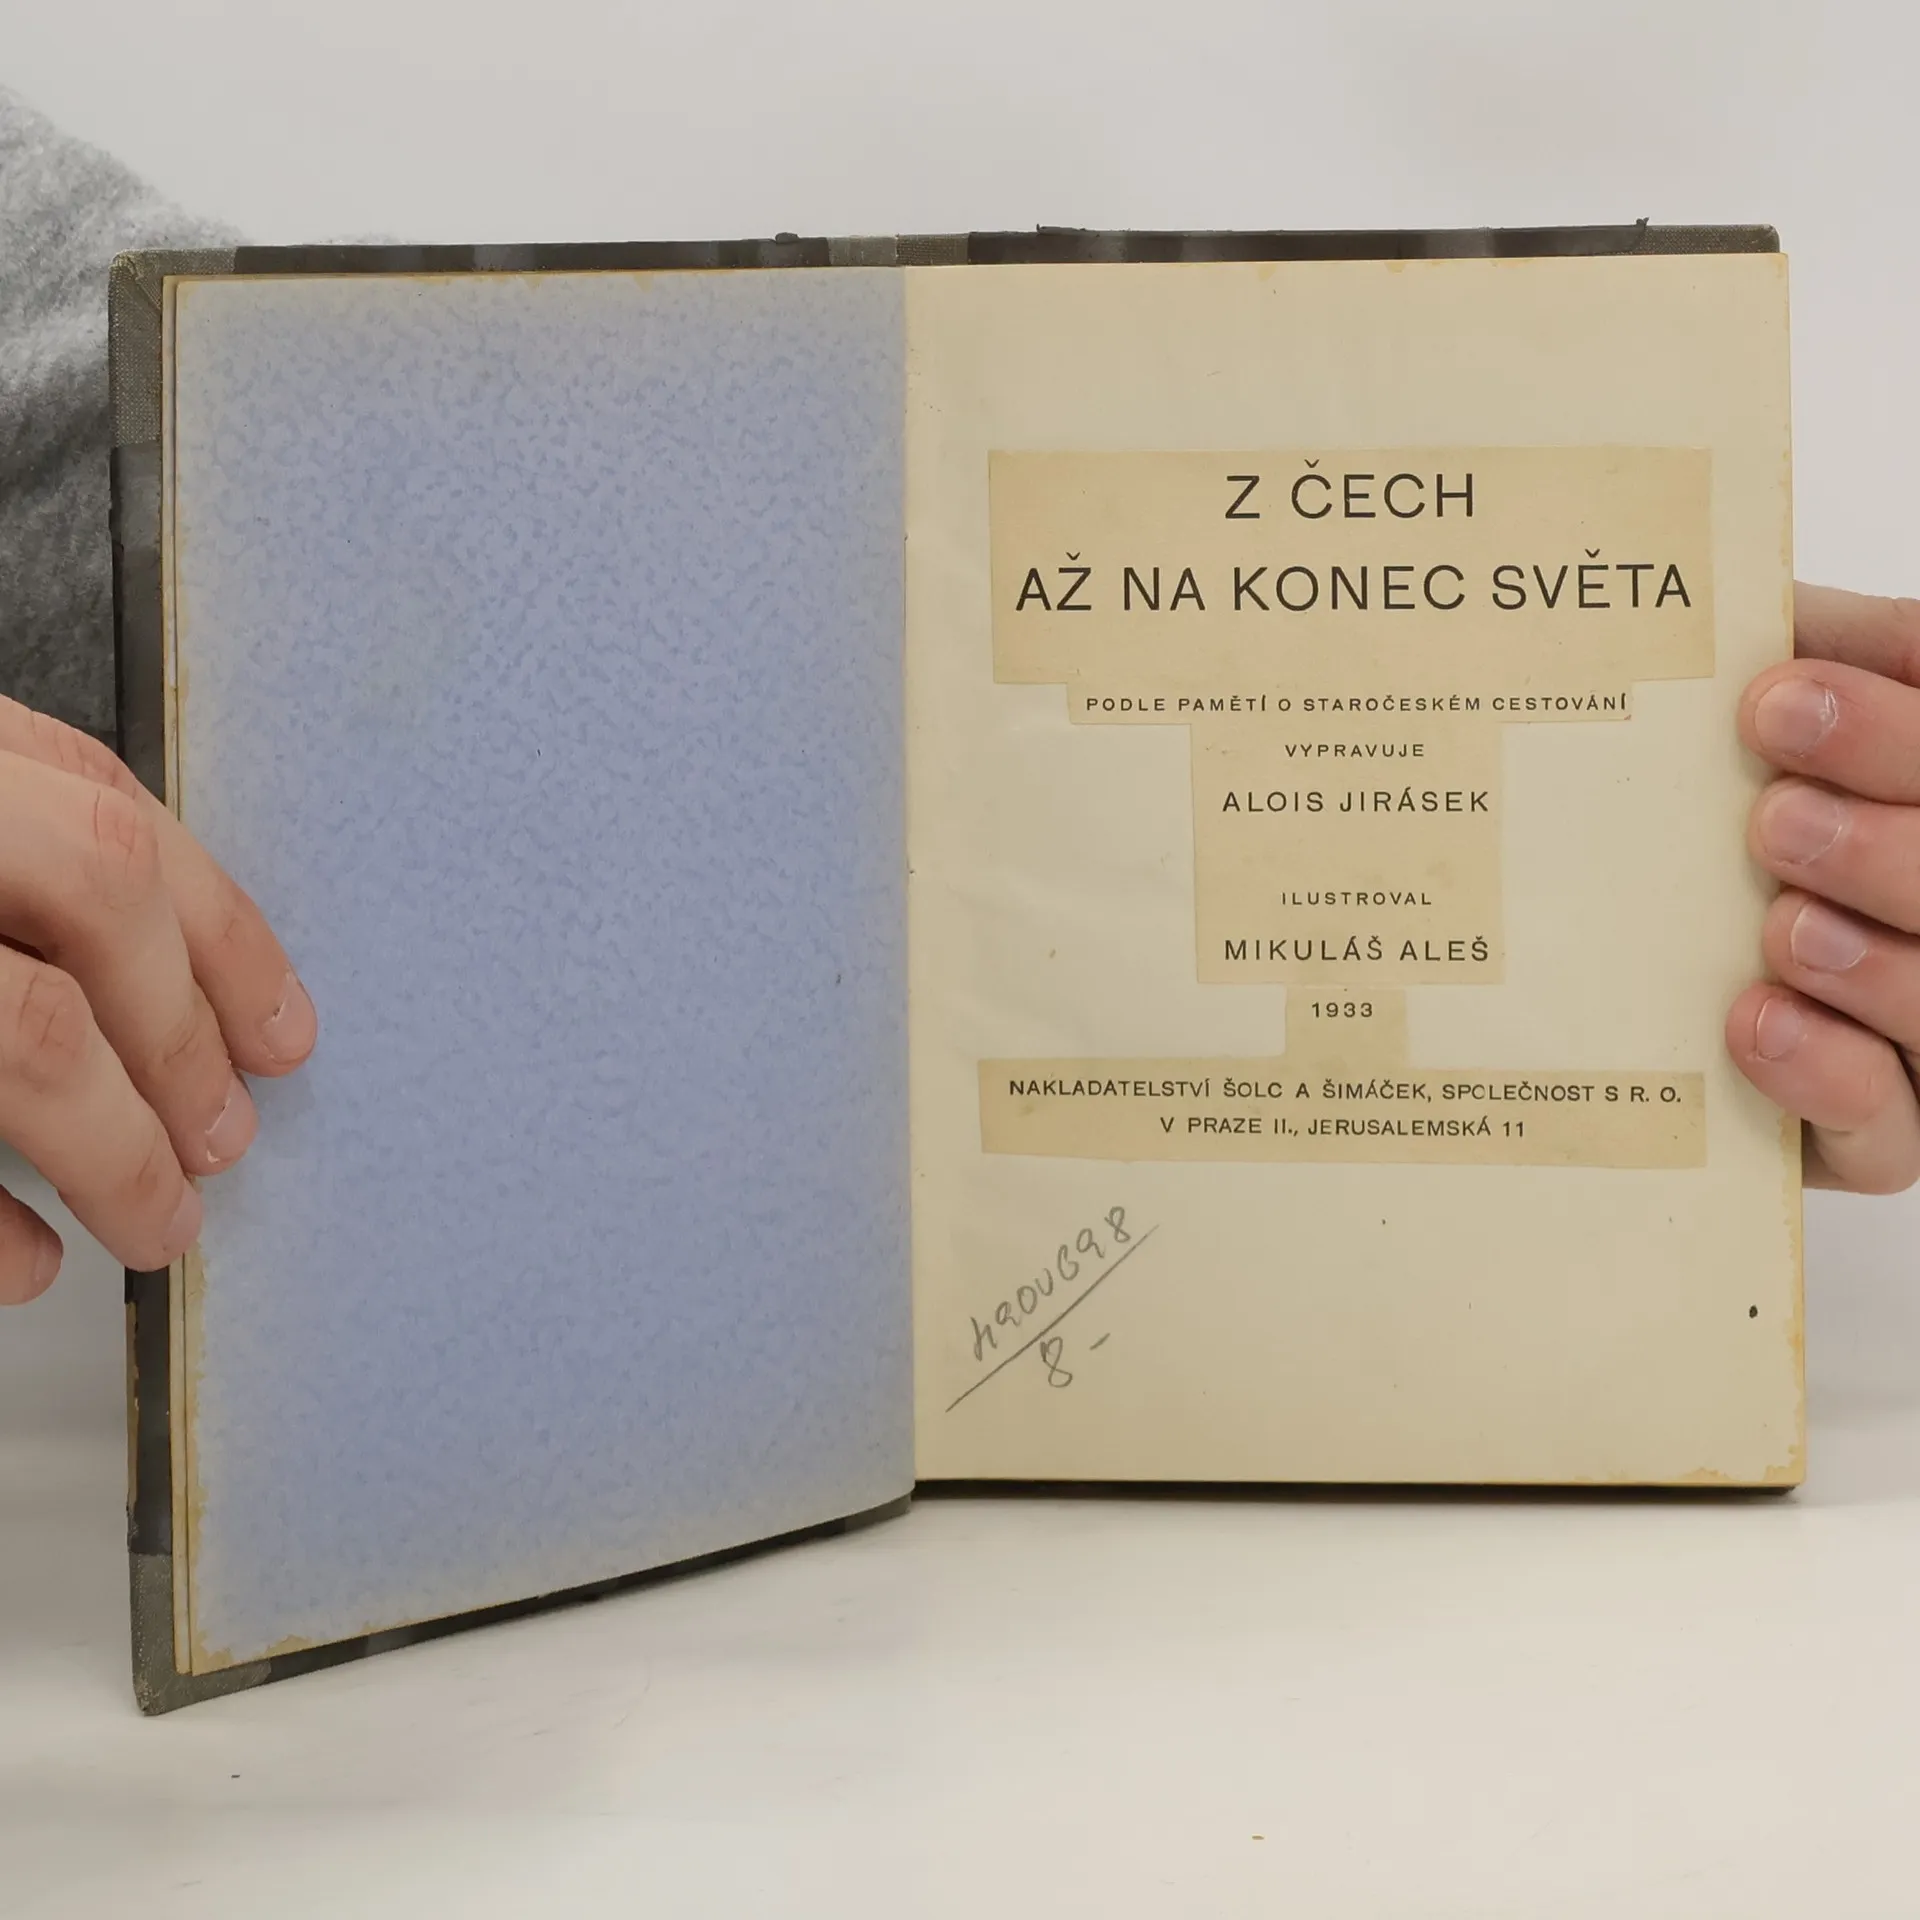 Z ČECH
AŽ NA KONEC SVĚTA
PODLE PAMĚTÍ O STAROČESKÉM CESTOVÁNÍ
VYPRAVUJE
ALOIS JIRÁSEK
ILUSTROVAL
MIKULÁŠ ALEŠ
1933
NAKLADATELSTVÍ ŠOLC A ŠIMÁČEK, SPOLEČNOST S R. O.
V PRAZE II., JERUSALEMSKÁ 11
8 -